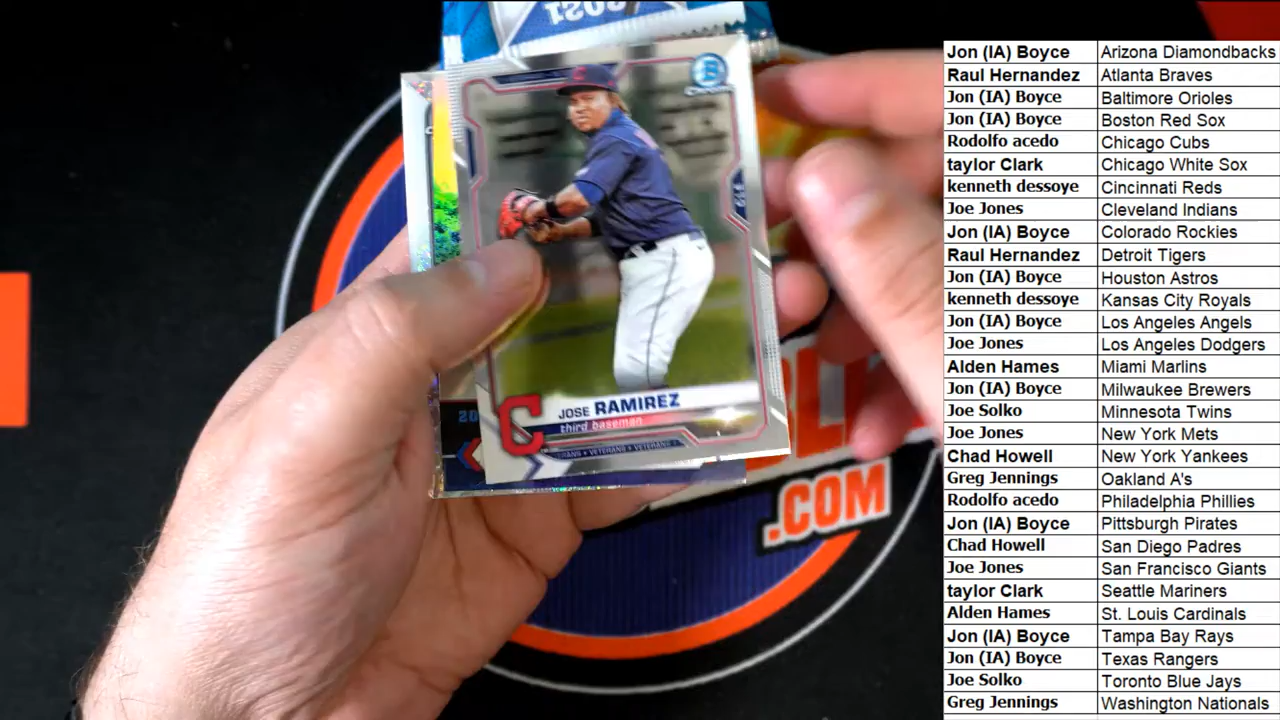 2021
JOSE RAMIREZ
third baseman
VETERANS • VETERANS
20
.COM
Jon (IA) Boyce Arizona Diamondbacks
Raul Hernandez Atlanta Braves
Jon (IA) Boyce Baltimore Orioles
Jon (IA) Boyce Boston Red Sox
Rodolfo acedo Chicago Cubs
taylor Clark Chicago White Sox
kenneth dessoye Cincinnati Reds
Joe Jones Cleveland Indians
Jon (IA) Boyce Colorado Rockies
Raul Hernandez Detroit Tigers
Jon (IA) Boyce Houston Astros
kenneth dessoye Kansas City Royals
Jon (IA) Boyce Los Angeles Angels
Joe Jones Los Angeles Dodgers
Alden Hames Miami Marlins
Jon (IA) Boyce Milwaukee Brewers
Joe Solko Minnesota Twins
Joe Jones New York Mets
Chad Howell New York Yankees
Greg Jennings Oakland A's
Rodolfo acedo Philadelphia Phillies
Jon (IA) Boyce Pittsburgh Pirates
Chad Howell San Diego Padres
Joe Jones San Francisco Giants
taylor Clark Seattle Mariners
Alden Hames St. Louis Cardinals
Jon (IA) Boyce Tampa Bay Rays
Jon (IA) Boyce Texas Rangers
Joe Solko Toronto Blue Jays
Greg Jennings Washington Nationals